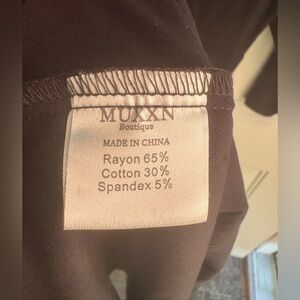 MUXXN
Boutique
MADE IN CHINA
Rayon 65%
Cotton 30%
Spandex 5%